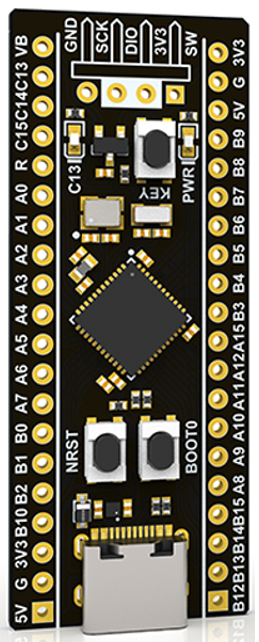 GND
SCK
DIO
3V3
SW
VB
C13
C14
C15
R
A0
A1
A2
A3
A4
A5
A6
A7
B0
B1
B2
B10
3V3
G
5V
C13
KEY
PWR
NRST
BOOT0
3V3
G
5V
B9
B8
B7
B6
B5
B4
B3
A15
A12
A11
A10
A9
A8
B15
B14
B13
B12